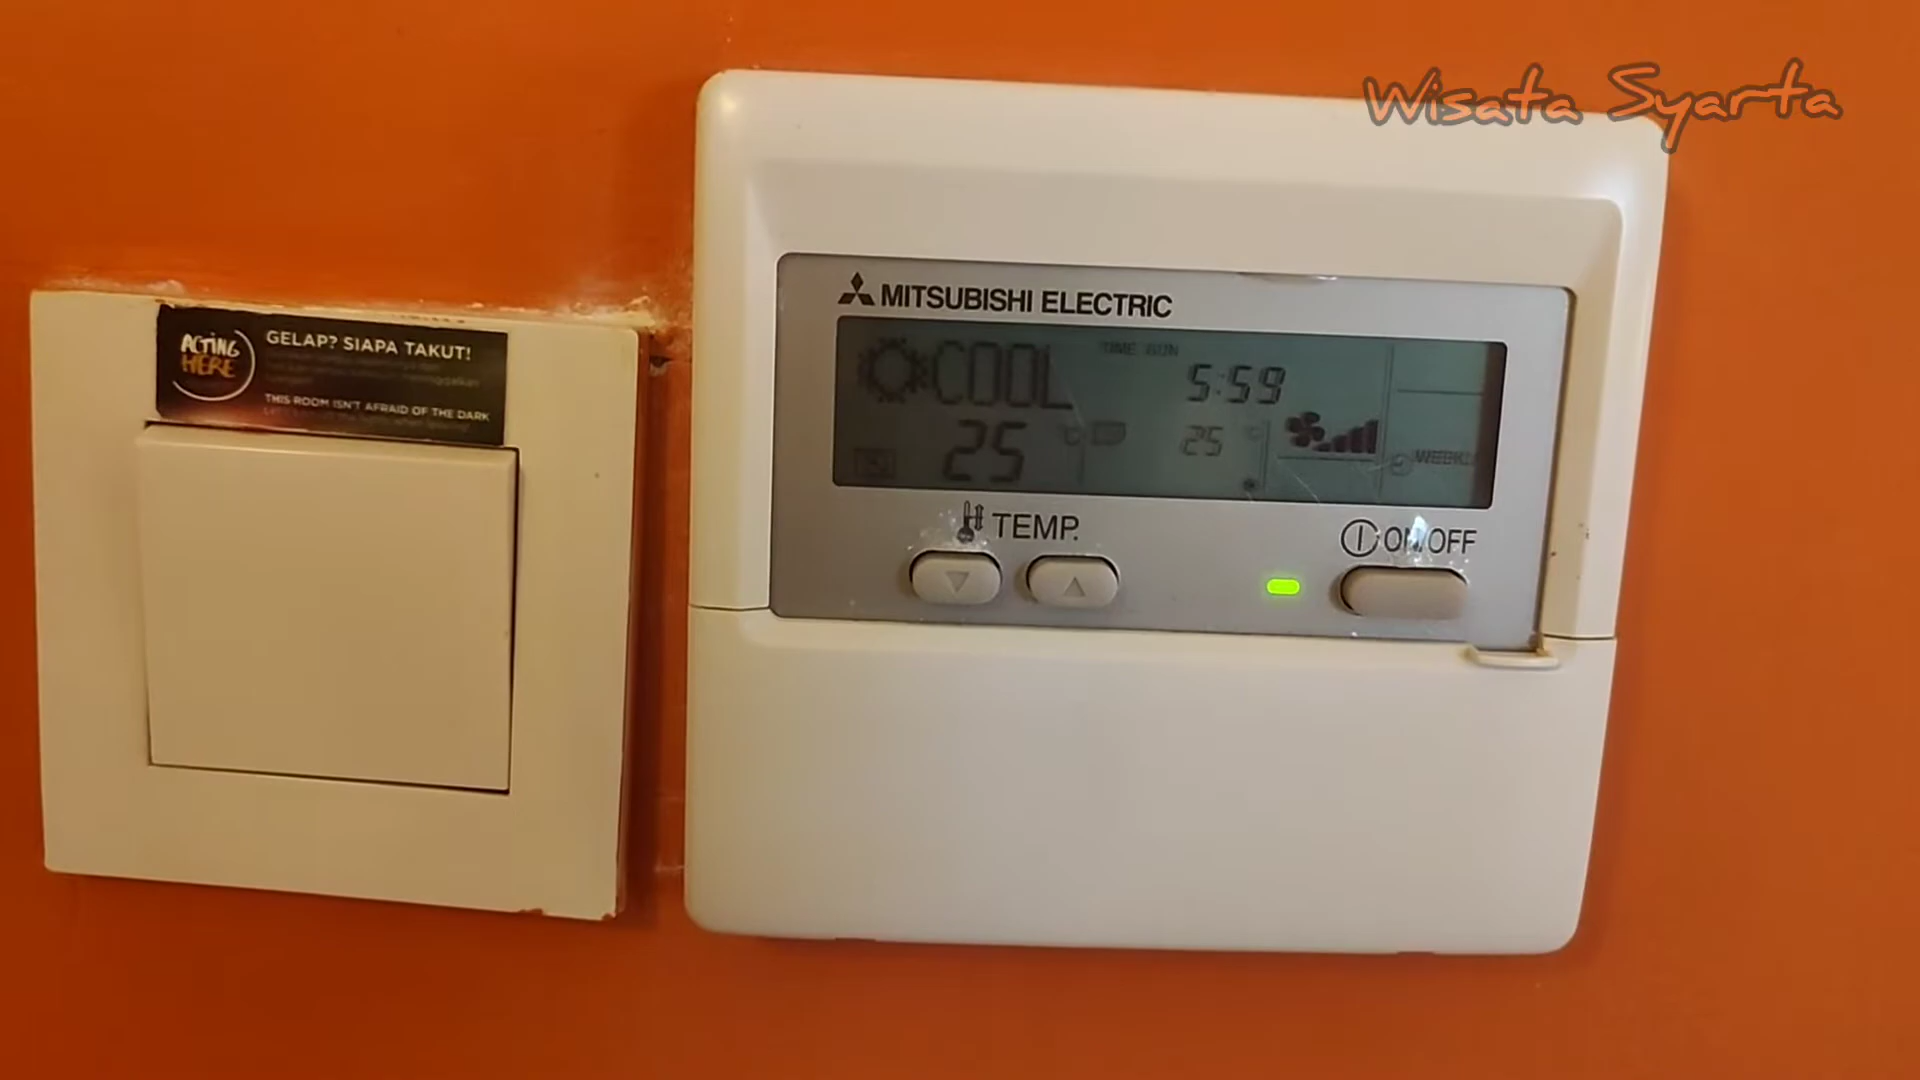 Wisata Syarta
MITSUBISHI ELECTRIC
ACTING
HERE
GELAP? SIAPA TAKUT!
THIS ROOM ISN'T AFRAID OF THE DARK
COOL
TIME SUN
5:59
25 °C
25 °C
WEEKLY
TEMP.
ON/OFF